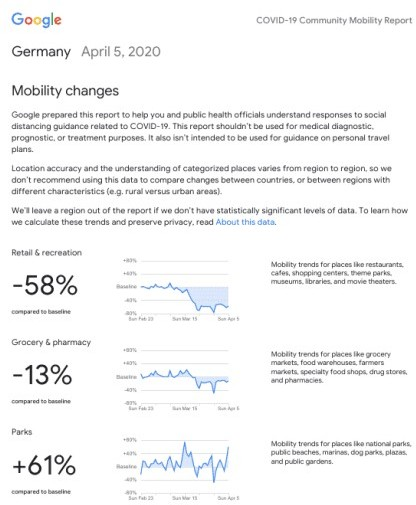 Google
COVID-19 Community Mobility Report
Germany April 5, 2020
Mobility changes
Google prepared this report to help you and public health officials understand responses to social
distancing guidance related to COVID-19. This report shouldn't be used for medical diagnostic,
prognostic, or treatment purposes. It also isn't intended to be used for guidance on personal travel
plans.
Location accuracy and the understanding of categorized places varies from region to region, so we
don't recommend using this data to compare changes between countries, or between regions with
different characteristics (e.g. rural versus urban areas).
We'll leave a region out of the report if we don't have statistically significant levels of data. To learn how
we calculate these trends and preserve privacy, read About this data.
Retail & recreation
-58%
compared to baseline
+80%
+40%
Baseline
-40%
-80%
Sun Feb 23 Sun Mar 15 Sun Apr 5
Mobility trends for places like restaurants,
cafes, shopping centers, theme parks,
museums, libraries, and movie theaters.
Grocery & pharmacy
-13%
compared to baseline
+80%
+40%
Baseline
-40%
-80%
Sun Feb 23 Sun Mar 15 Sun Apr 5
Mobility trends for places like grocery
markets, food warehouses, farmers
markets, specialty food shops, drug stores,
and pharmacies.
Parks
+61%
compared to baseline
+80%
+40%
Baseline
-40%
-80%
Sun Feb 23 Sun Mar 15 Sun Apr 5
Mobility trends for places like national parks,
public beaches, marinas, dog parks, plazas,
and public gardens.